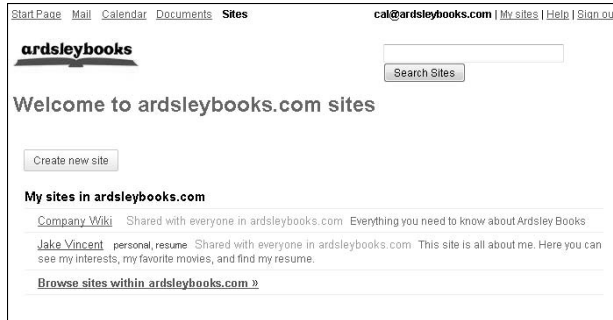 Start Page Mail Calendar Documents Sites cal@ardsleybooks.com | My sites | Help | Sign ou
ardsleybooks
Search Sites
Welcome to ardsleybooks.com sites
Create new site
My sites in ardsleybooks.com
Company Wiki Shared with everyone in ardsleybooks.com Everything you need to know about Ardsley Books
Jake Vincent personal, resume Shared with everyone in ardsleybooks.com This site is all about me. Here you can
see my interests, my favorite movies, and find my resume.
Browse sites within ardsleybooks.com »